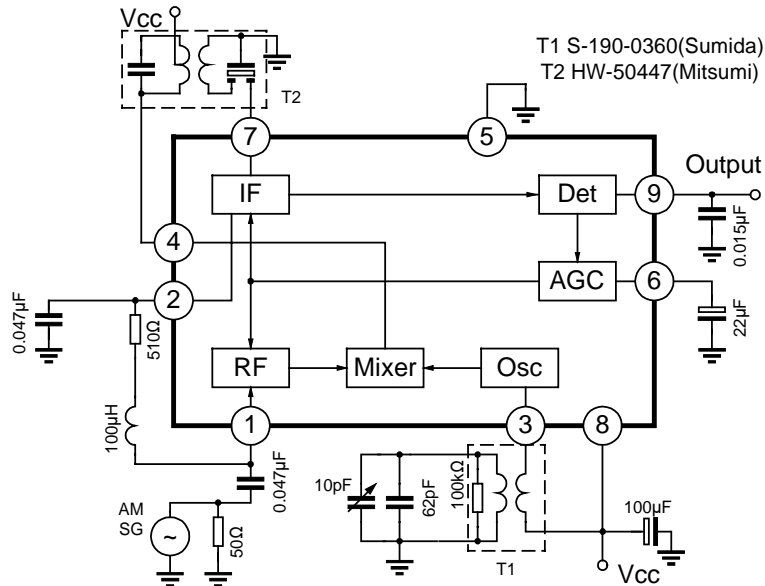 Vcc
T1 S-190-0360(Sumida)
T2 HW-50447(Mitsumi)
T2
7
5
Output
IF
Det
9
0.015µF
4
2
AGC
6
0.047µF
510Ω
22µF
RF
Mixer
Osc
1
3
8
100µH
0.047µF
10pF
62pF
100kΩ
100µF
AM
SG
~
50Ω
T1
Vcc